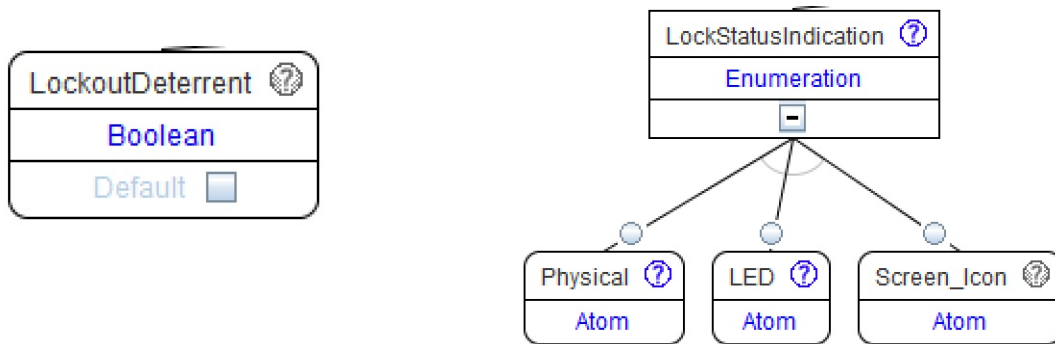 LockoutDeterrent ?
Boolean
Default
LockStatusIndication ?
Enumeration
Physical ?
Atom
LED ?
Atom
Screen_Icon ?
Atom